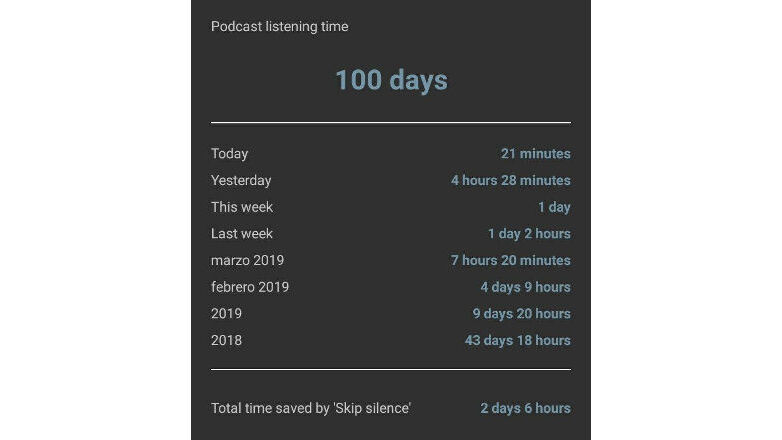 Podcast listening time
100 days
Today 21 minutes
Yesterday 4 hours 28 minutes
This week 1 day
Last week 1 day 2 hours
marzo 2019 7 hours 20 minutes
febrero 2019 4 days 9 hours
2019 9 days 20 hours
2018 43 days 18 hours
Total time saved by 'Skip silence' 2 days 6 hours